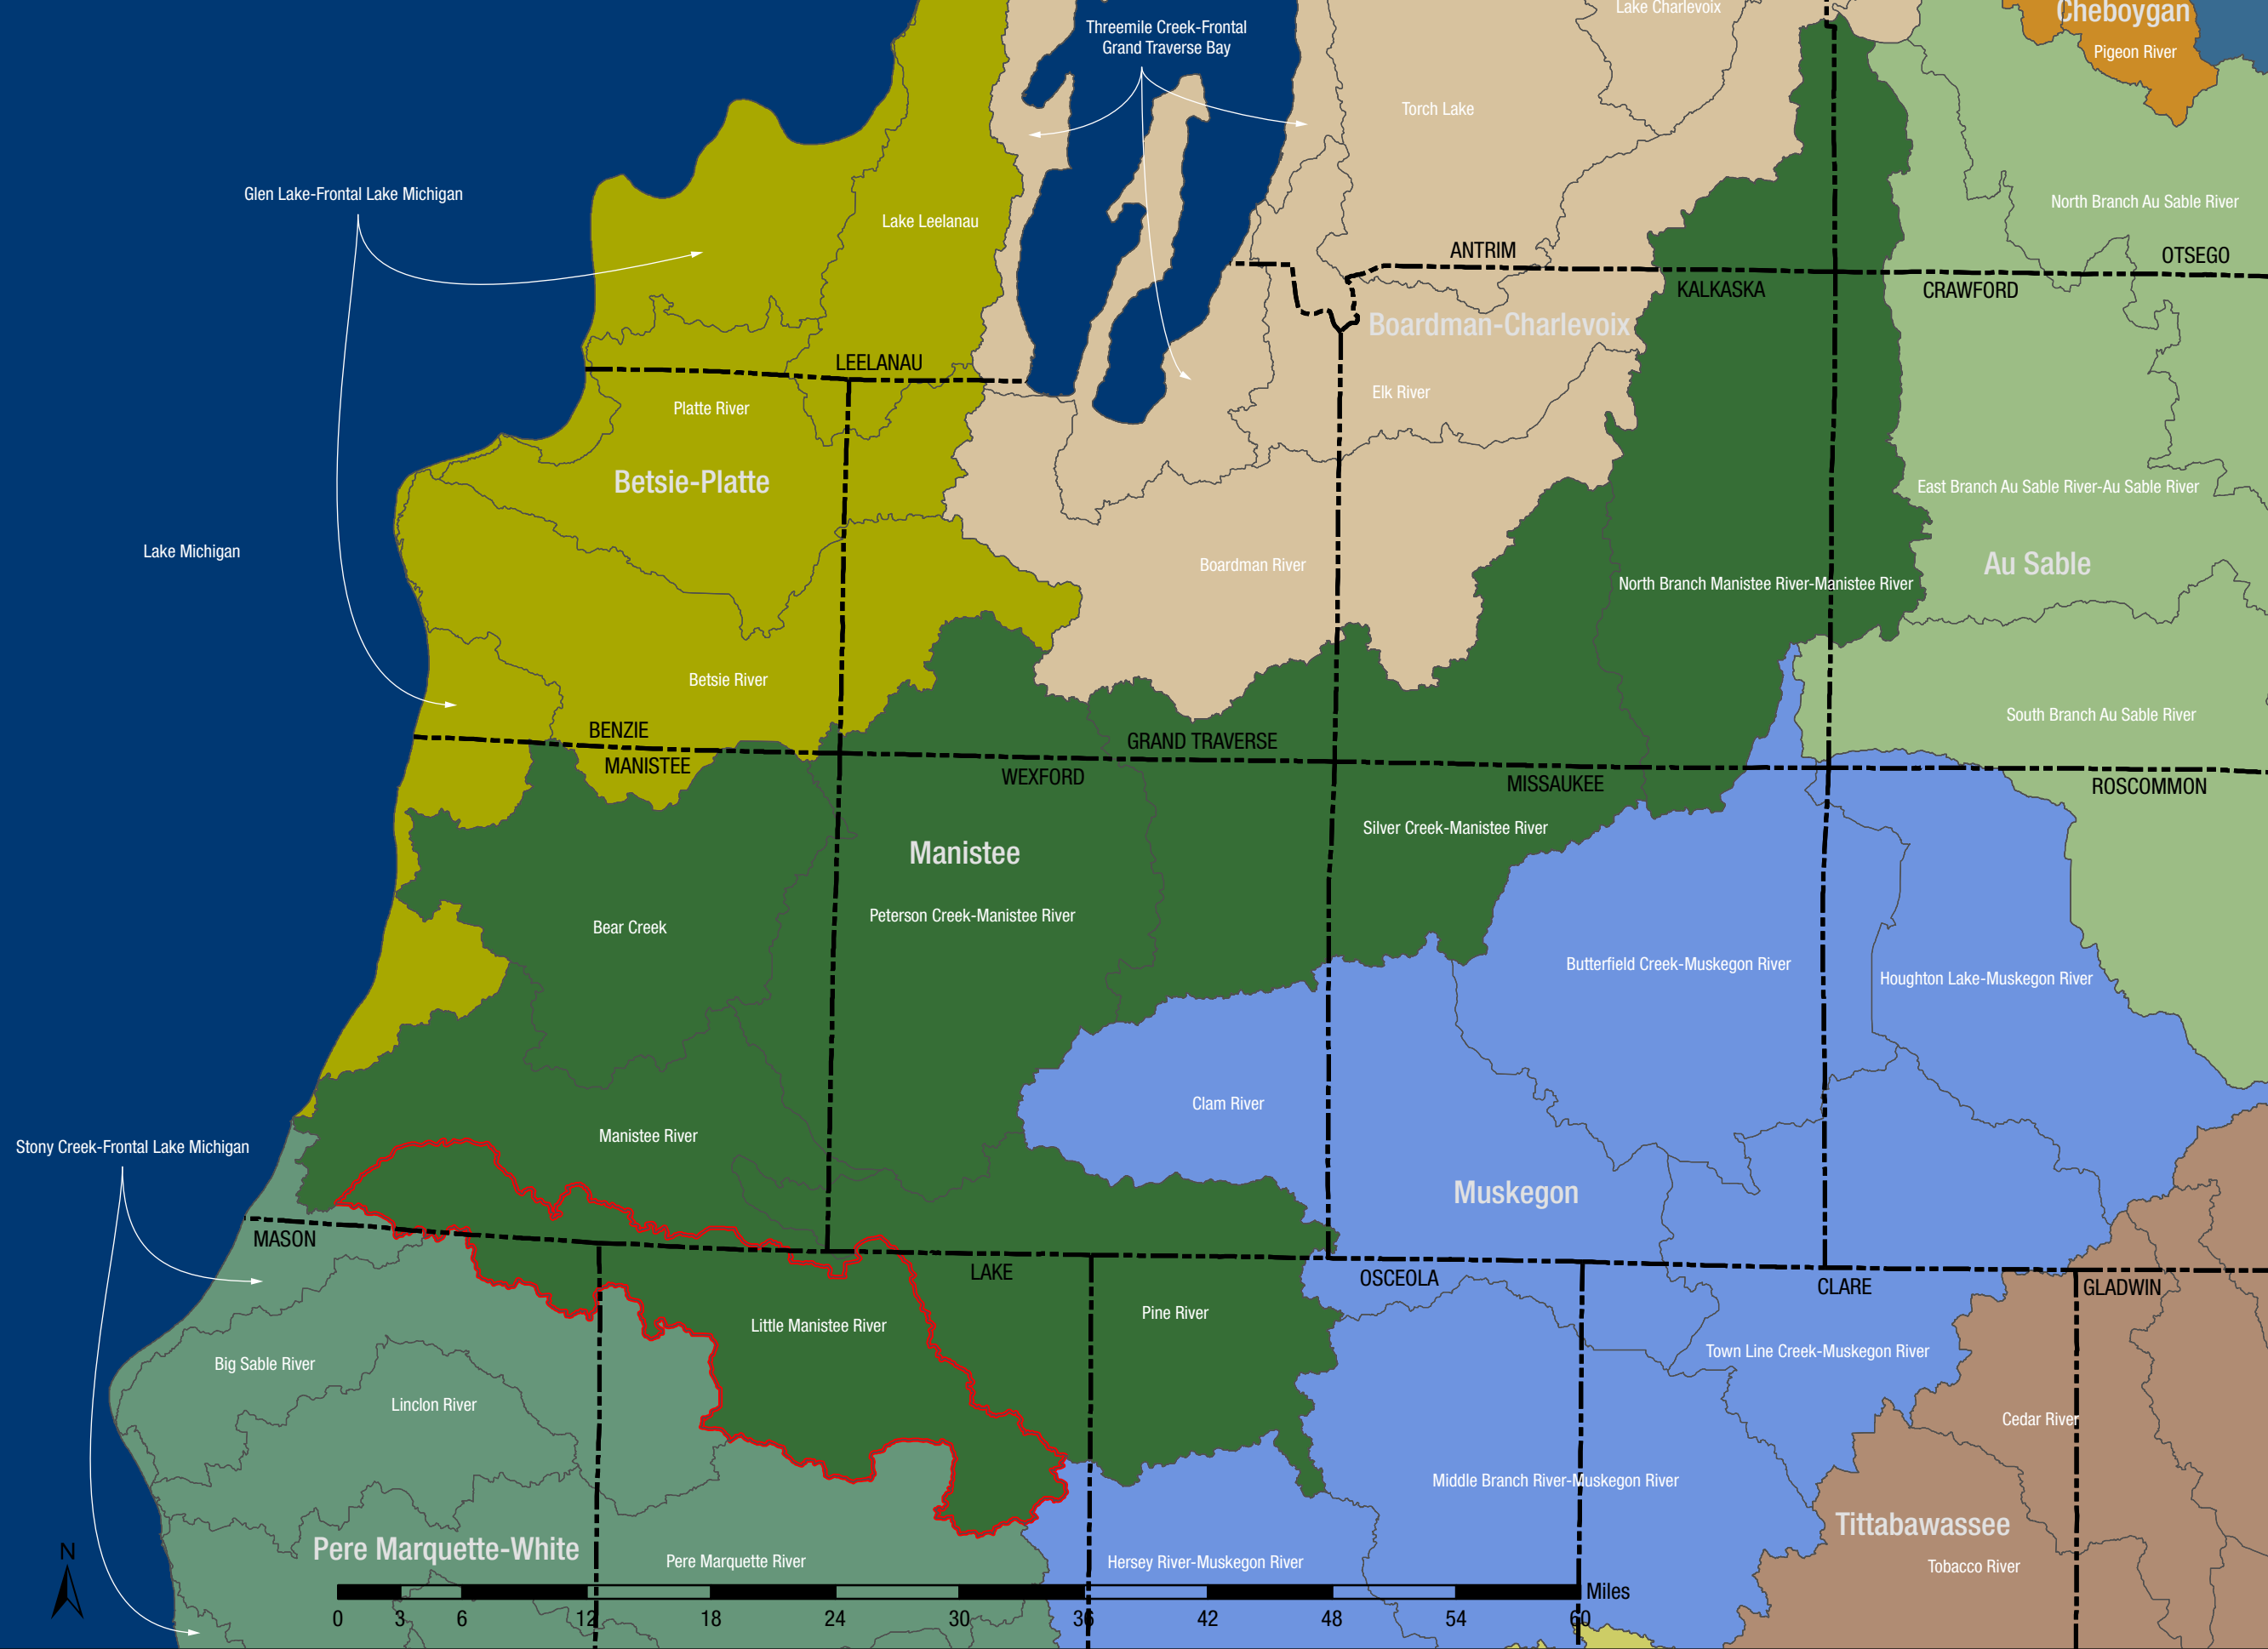 Lake Charlevoix
Cheboygan
Threemile Creek-Frontal
Grand Traverse Bay
Pigeon River
Torch Lake
Glen Lake-Frontal Lake Michigan
North Branch Au Sable River
Lake Leelanau
ANTRIM
OTSEGO
KALKASKA
CRAWFORD
Boardman-Charlevoix
LEELANAU
Elk River
Platte River
Betsie-Platte
East Branch Au Sable River-Au Sable River
Lake Michigan
Boardman River
Au Sable
North Branch Manistee River-Manistee River
Betsie River
South Branch Au Sable River
BENZIE
GRAND TRAVERSE
MANISTEE
WEXFORD
MISSAUKEE
ROSCOMMON
Silver Creek-Manistee River
Manistee
Peterson Creek-Manistee River
Bear Creek
Butterfield Creek-Muskegon River
Houghton Lake-Muskegon River
Clam River
Manistee River
Stony Creek-Frontal Lake Michigan
Muskegon
MASON
LAKE
OSCEOLA
CLARE
GLADWIN
Pine River
Little Manistee River
Town Line Creek-Muskegon River
Big Sable River
Linclon River
Cedar River
Middle Branch River-Muskegon River
Tittabawassee
Pere Marquette-White
Pere Marquette River
Hersey River-Muskegon River
Tobacco River
N
Miles
0 3 6 12 18 24 30 36 42 48 54 60